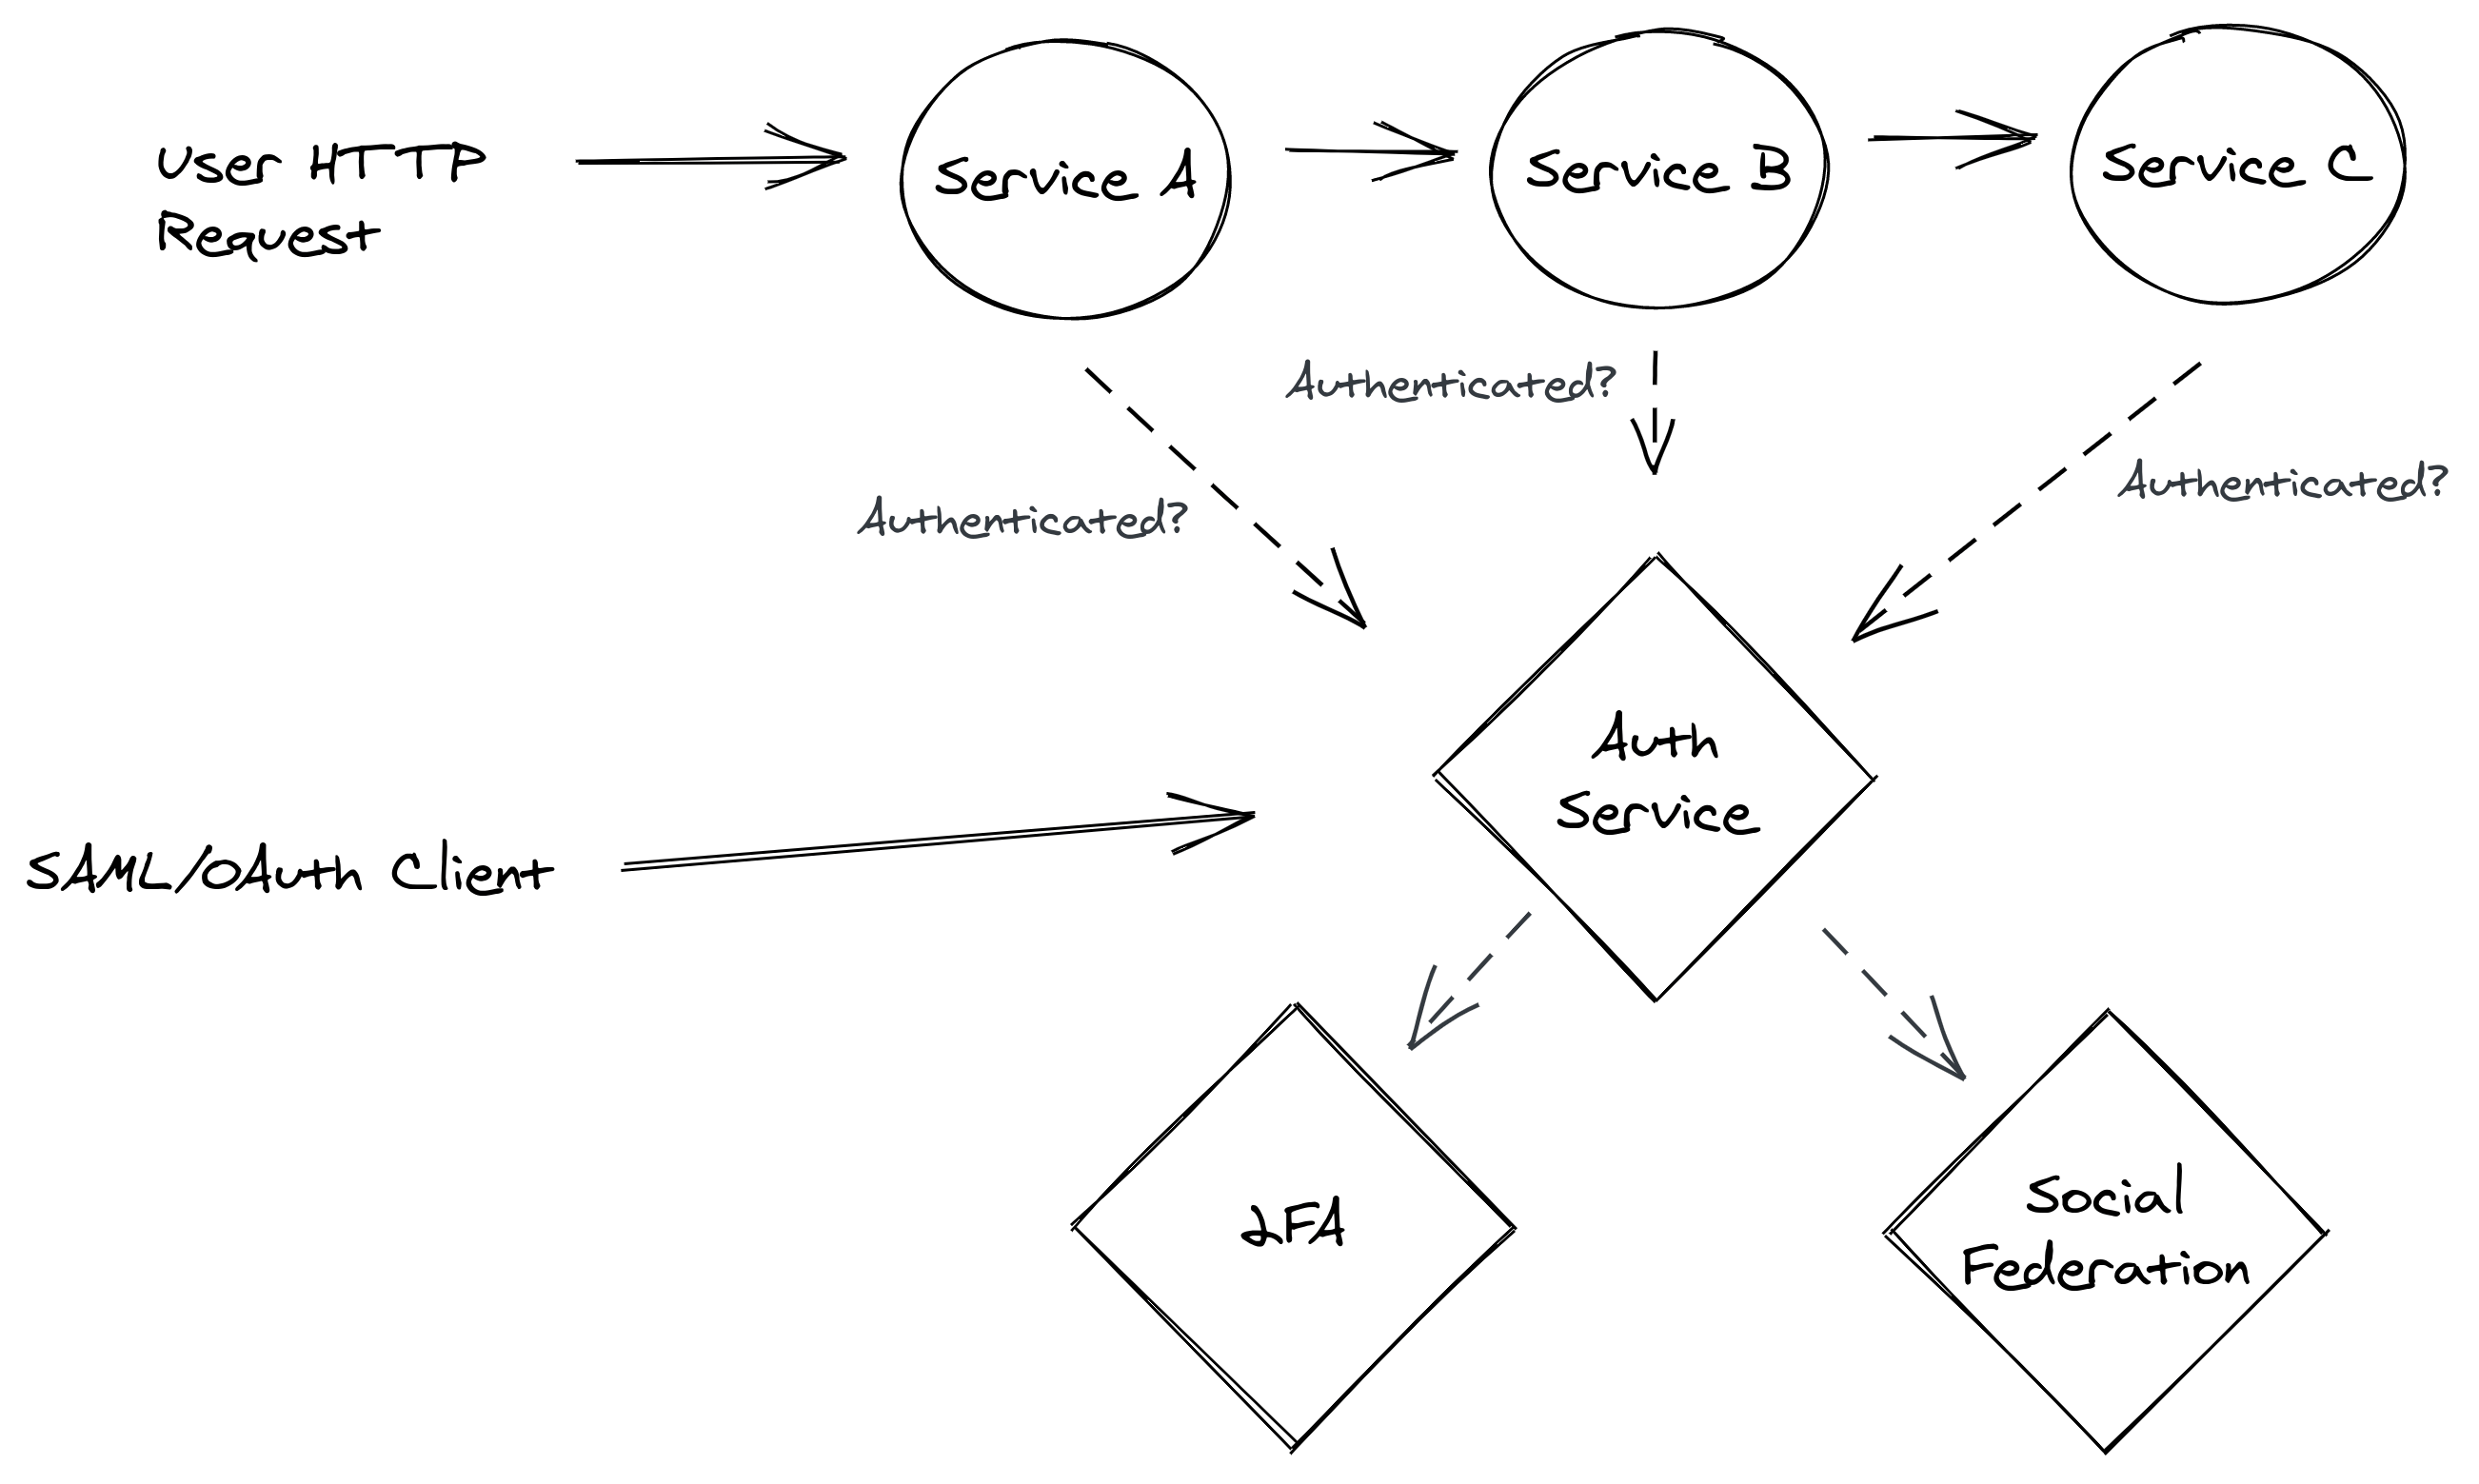 User HTTP
Request
Service A
Service B
Service C
Authenticated?
Authenticated?
Authenticated?
Auth
Service
SAML/OAuth Client
2FA
Social
Federation